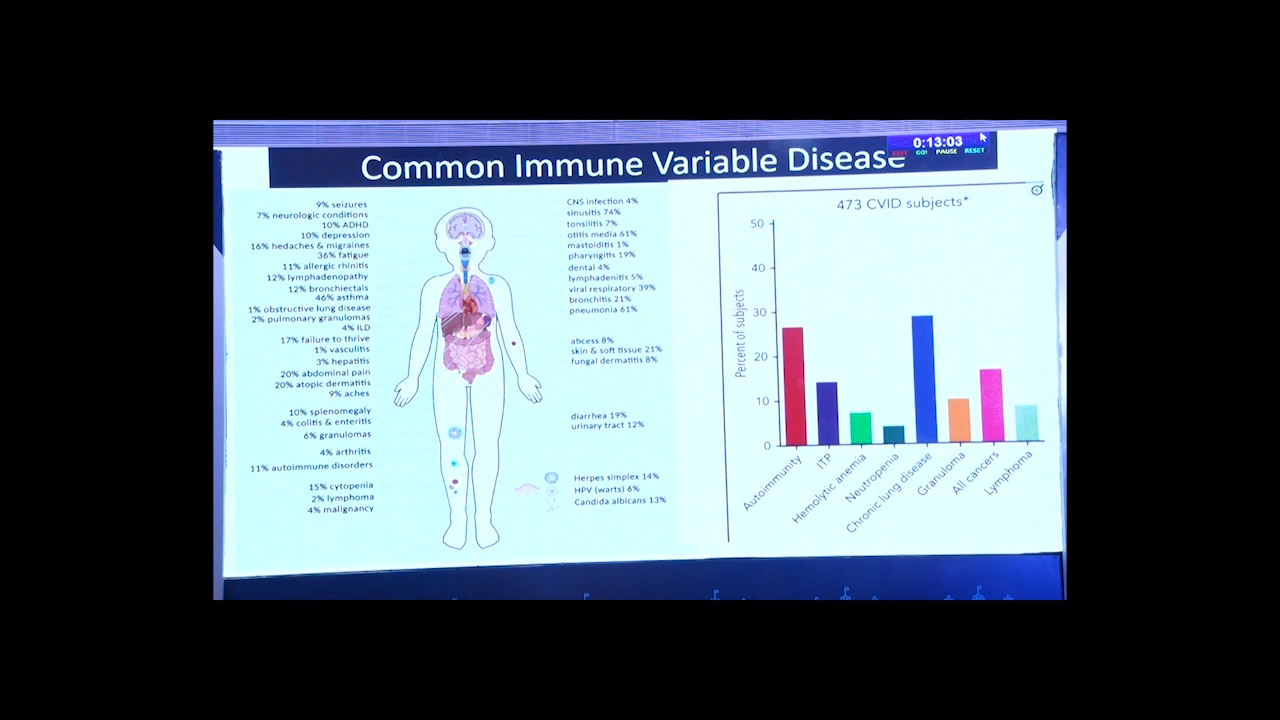 Common Immune Variable Disease
0:13:03
EXIT GO! PAUSE RESET
9% seizures
7% neurologic conditions
10% ADHD
10% depression
16% hedaches & migraines
36% fatigue
11% allergic rhinitis
12% lymphadenopathy
12% bronchiectais
46% asthma
1% obstructive lung disease
2% pulmonary granulomas
4% ILD
17% failure to thrive
1% vasculitis
3% hepatitis
20% abdominal pain
20% atopic dermatitis
9% aches
10% splenomegaly
4% colitis & enteritis
6% granulomas
4% arthritis
11% autoimmune disorders
15% cytopenia
2% lymphoma
4% malignancy
CNS infection 4%
sinusitis 74%
tonsilitis 7%
otitis media 61%
mastoiditis 1%
pharyngitis 19%
dental 4%
lymphadenitis 5%
viral respiratory 39%
bronchitis 21%
pneumonia 61%
abcess 8%
skin & soft tissue 21%
fungal dermatitis 8%
diarrhea 19%
urinary tract 12%
Herpes simplex 14%
HPV (warts) 6%
Candida albicans 13%
473 CVID subjects*
Percent of subjects
50
40
30
20
10
0
Autoimmunity
ITP
Hemolytic anemia
Neutropenia
Chronic lung disease
Granuloma
All cancers
Lymphoma